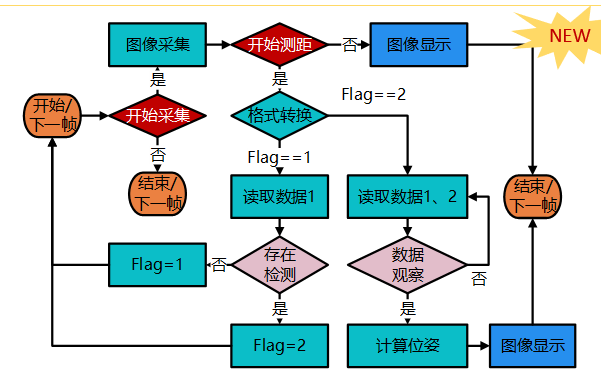 NEW
图像采集
开始测距
否
图像显示
是
是
Flag==2
开始/
下一帧
开始采集
格式转换
否
Flag==1
结束/
下一帧
读取数据1
读取数据1、2
结束/
下一帧
Flag=1
否
存在
检测
数据
观察
否
是
是
Flag=2
计算位姿
图像显示